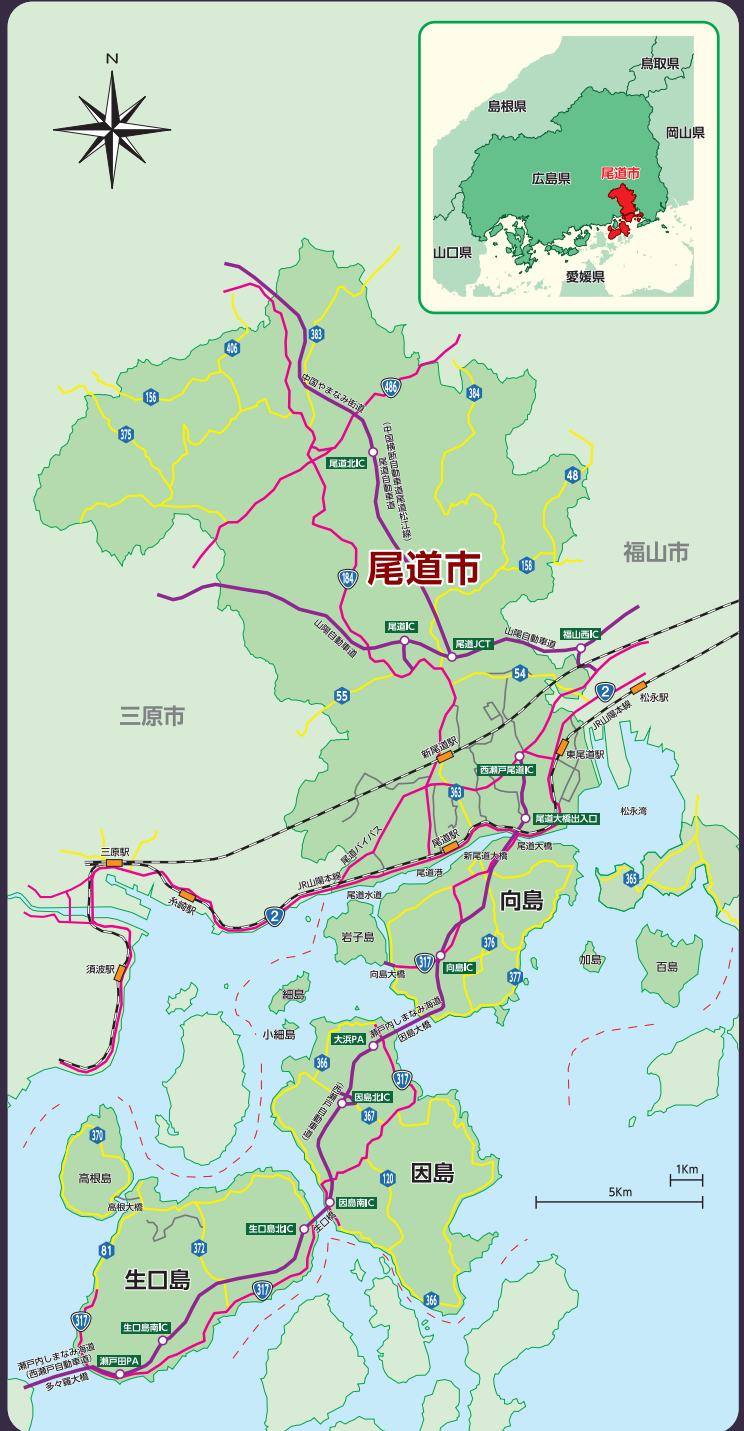 N
鳥取県
島根県
岡山県
広島県
尾道市
山口県
愛媛県
383
406
中国やまなみ街道
486
156
384
375
(中国横断自動車道尾道松江線)
尾道自動車道
尾道北IC
48
福山市
尾道市
158
184
山陽自動車道
尾道IC
尾道JCT
山陽自動車道
福山西IC
54
2
55
松永駅
JR山陽本線
三原市
新尾道駅
東尾道駅
西瀬戸尾道IC
363
松永湾
尾道大橋出入口
尾道バイパス
尾道駅
尾道大橋
新尾道大橋
三原駅
JR山陽本線
尾道港
365
糸崎駅
2
尾道水道
向島
岩子島
376
須波駅
317
向島IC
加島
百島
向島大橋
377
細島
瀬戸内しまなみ海道
因島大橋
小細島
大浜PA
366
317
(西瀬戸自動車道)
因島北IC
367
370
高根島
120
因島
1Km
5Km
高根大橋
因島南IC
生口島北IC
生口橋
81
372
生口島
317
366
317
生口島南IC
瀬戸内しまなみ海道
(西瀬戸自動車道)
瀬戸田PA
多々羅大橋